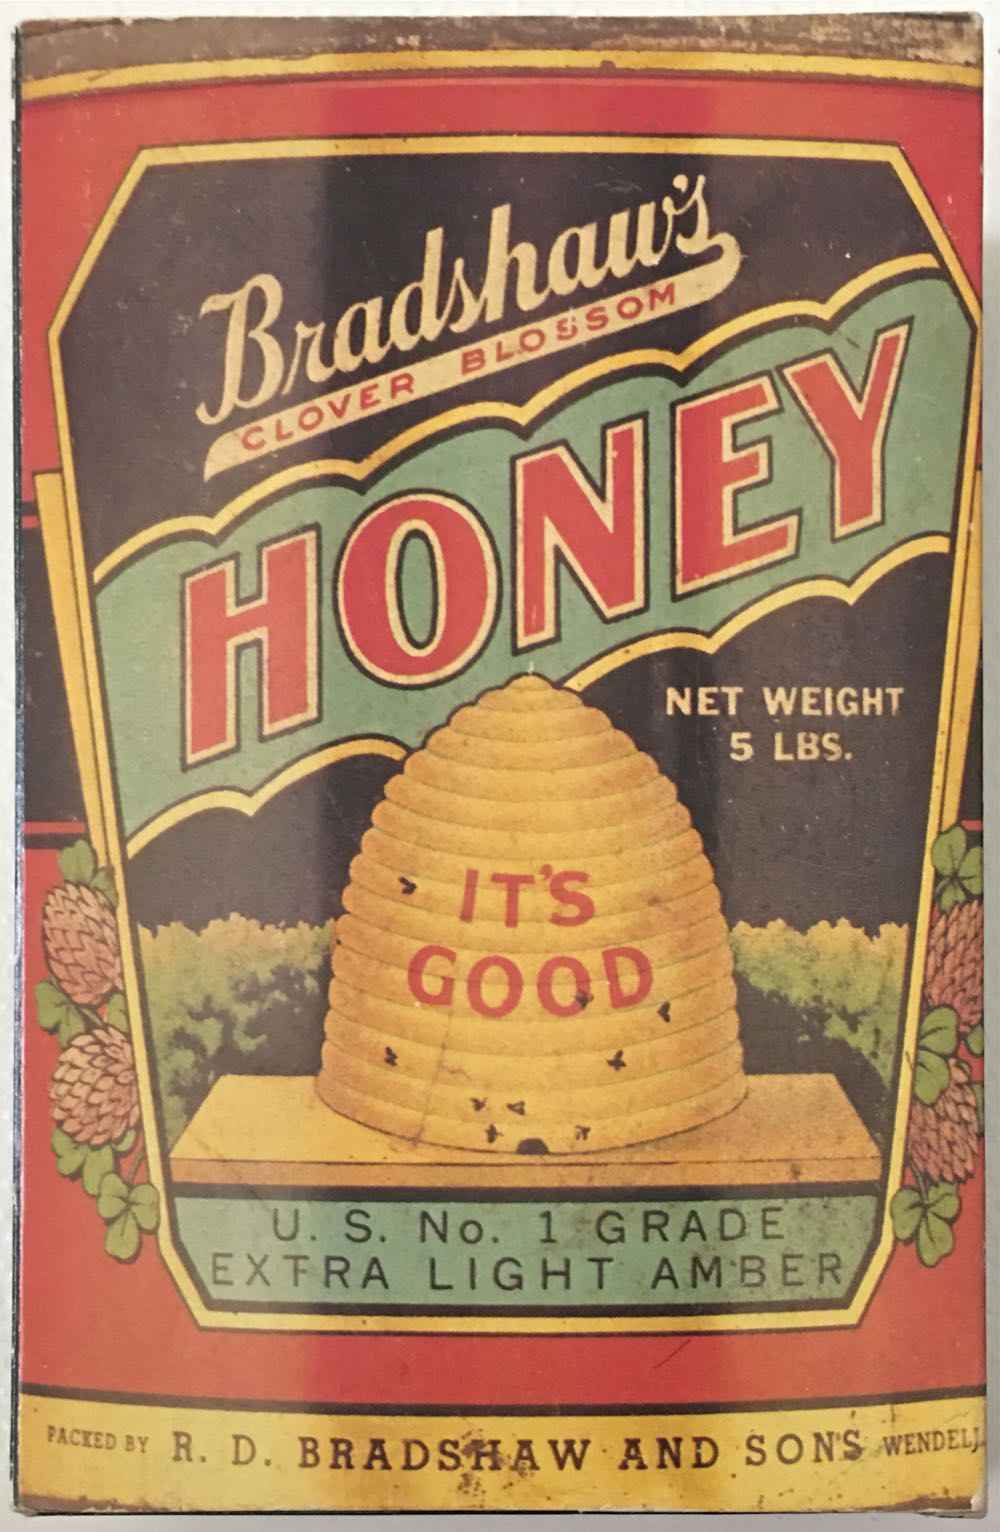 Bradshaw's
CLOVER BLOSSOM
HONEY
NET WEIGHT
5 LBS.
IT'S
GOOD
U. S. No. 1 GRADE
EXTRA LIGHT AMBER
PACKED BY R. D. BRADSHAW AND SONS